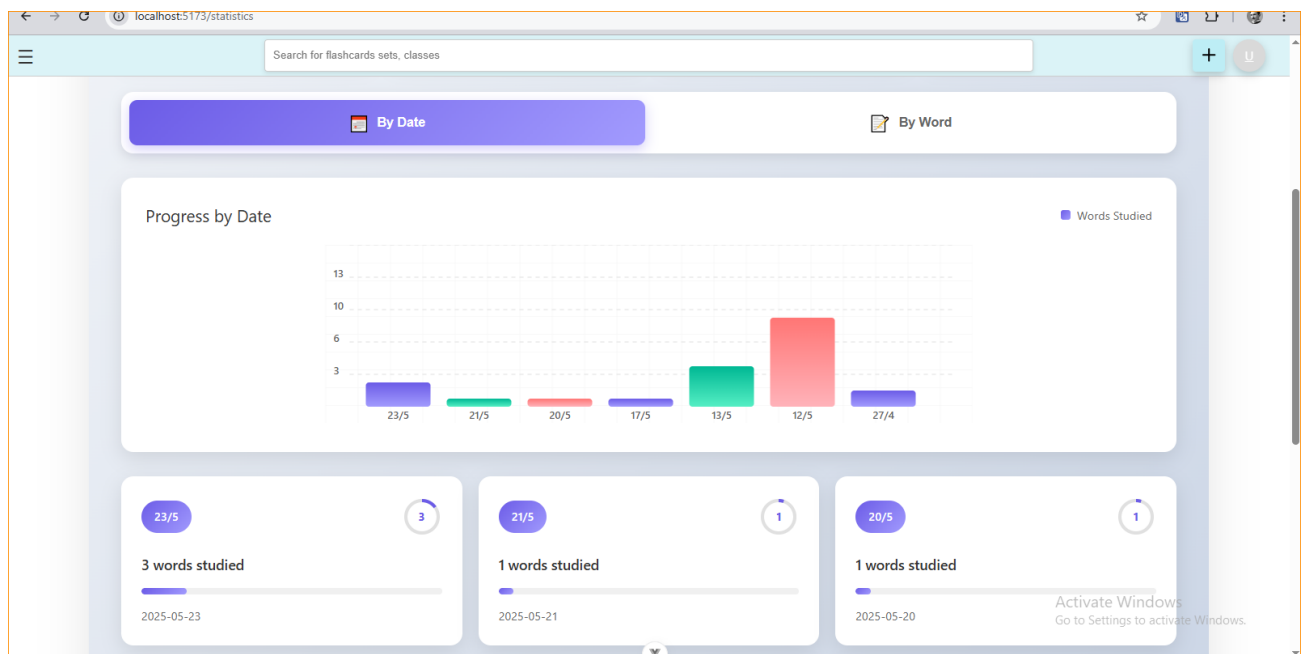 localhost:5173/statistics
Search for flashcards sets, classes
+
U
By Date
By Word
Progress by Date
Words Studied
13
10
6
3
23/5 21/5 20/5 17/5 13/5 12/5 27/4
23/5
3
21/5
1
20/5
1
3 words studied
1 words studied
1 words studied
2025-05-23
2025-05-21
2025-05-20
Activate Windows
Go to Settings to activate Windows.